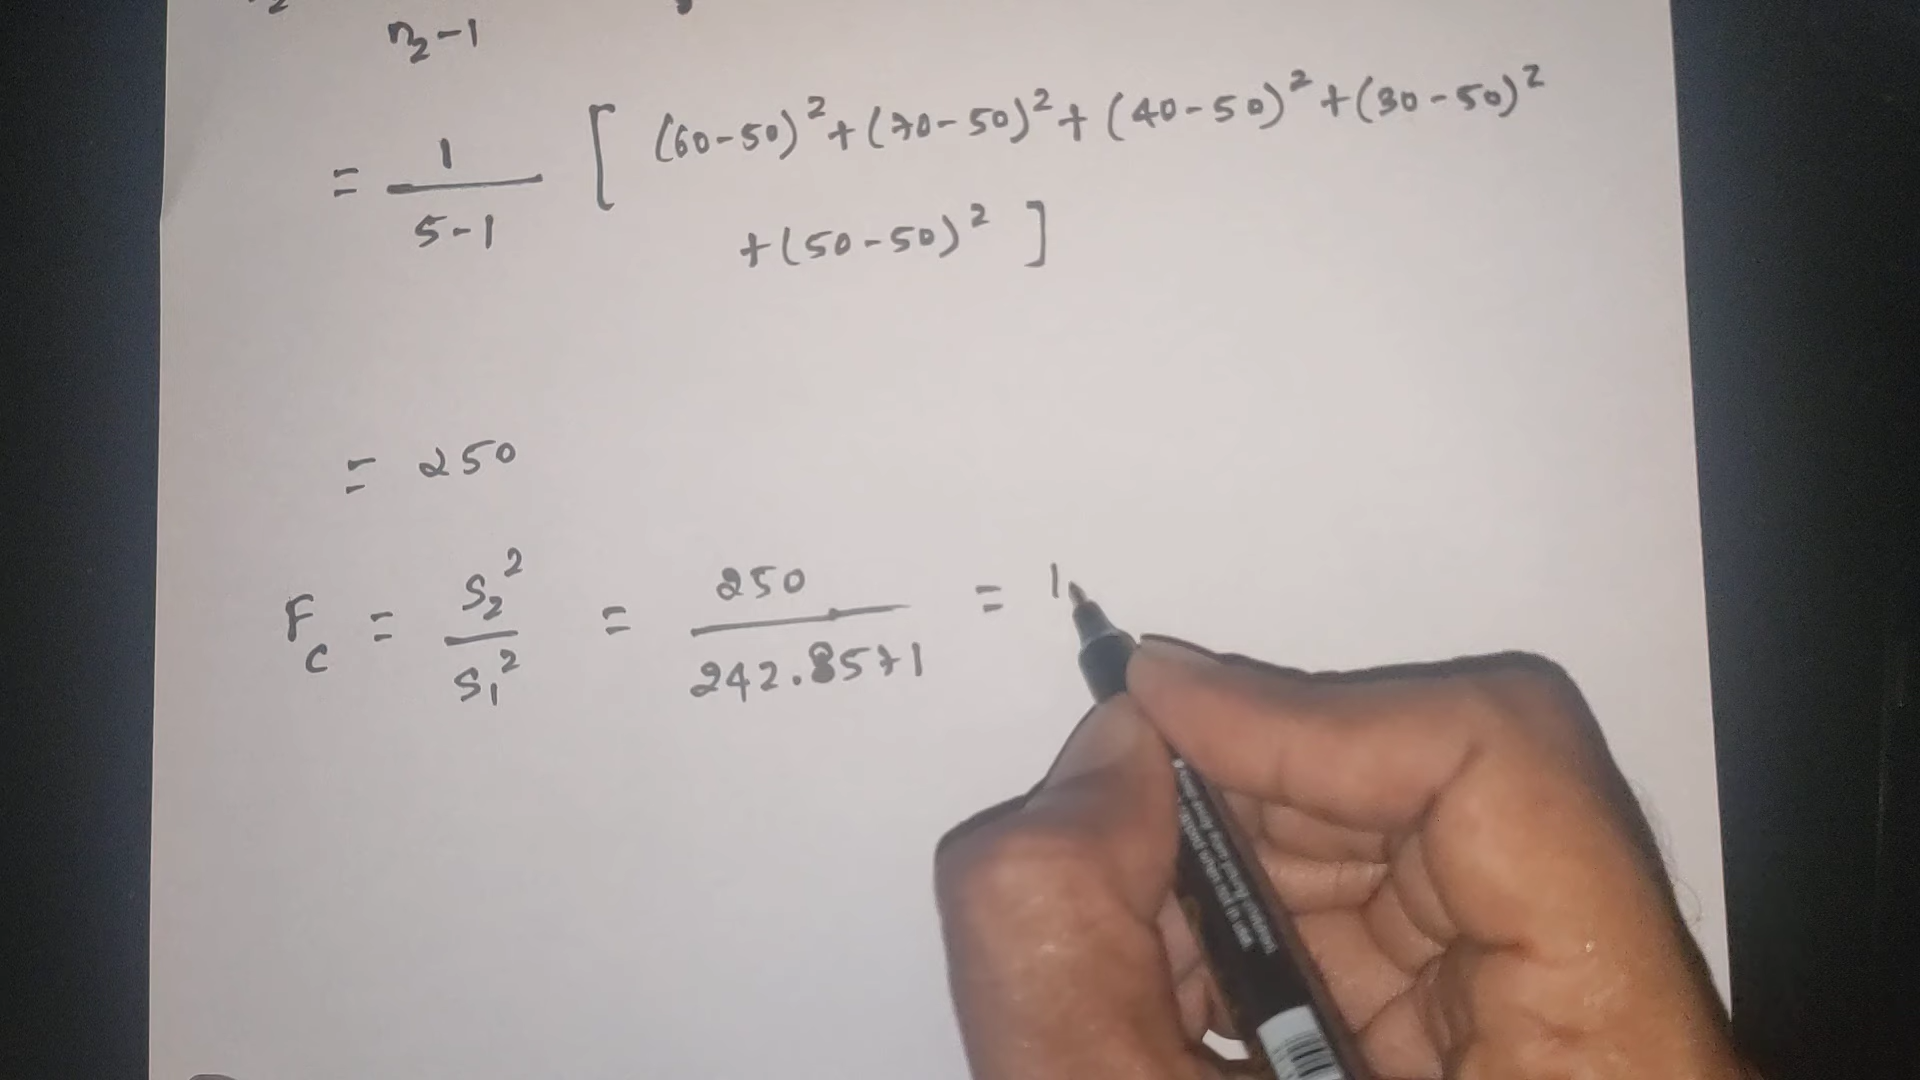 n₂-1
= 1/(5-1) [ (60-50)² + (70-50)² + (40-50)² + (30-50)²
+ (50-50)² ]
= 250
F_c = S₂²/S₁² = 250/242.8571 = 1